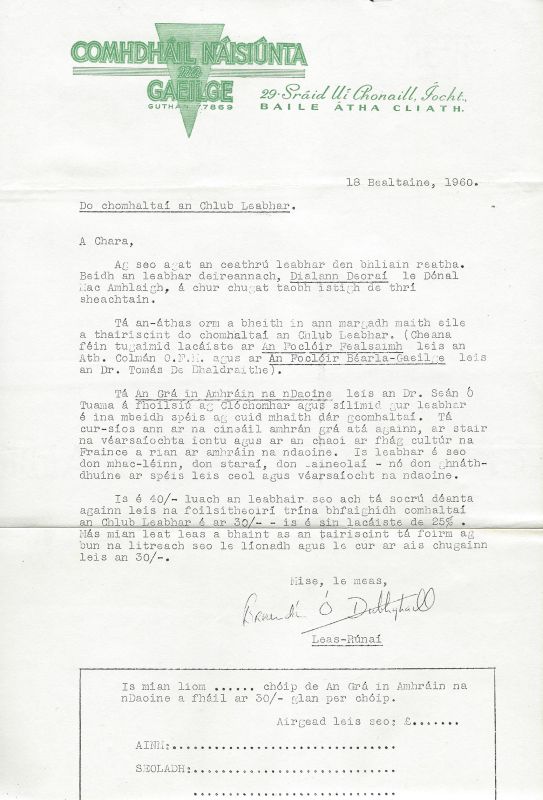 COMHDHÁIL NÁISIÚNTA
na
GAEILGE
GUTHÁN 77869
29 Sráid Uí Chonaill, Íocht.,
BAILE ÁTHA CLIATH.
18 Bealtaine, 1960.
Do chomhaltaí an Chlub Leabhar.
A Chara,
Ag seo agat an ceathrú leabhar den bhliain reatha.
Beidh an leabhar deireannach, Dialann Deoraí le Dónal
Mac Amhlaigh, á chur chugat taobh istigh de thrí
sheachtain.
Tá an-áthas orm a bheith in ann margadh maith eile
a thairiscint do chomhaltaí an Chlub Leabhar. (Cheana
féin tugaimid lacáiste ar An Foclóir Fealsaimh leis an
Ath. Colmán O.F.M. agus ar An Foclóir Béarla-Gaeilge leis
an Dr. Tomás De Bhaldraithe).
Tá An Grá in Amhráin na nDaoine leis an Dr. Seán Ó
Tuama á fhoilsiú ag Clóchomhar agus sílimid gur leabhar
é ina mbeidh spéis ag cuid mhaith dár gcomhaltaí. Tá
cur-síos ann ar na cineáil amhrán grá atá againn, ar stair
na véarsaíochta iontu agus ar an chaoi ar fhág cultúr na
Fraince a rian ar amhráin na ndaoine. Is leabhar é seo
don mhac-léinn, don staraí, don saineolaí - nó don ghnáth-
dhuine ar spéis leis ceol agus véarsaíocht na ndaoine.
Is é 40/- luach an leabhair seo ach tá socrú déanta
againn leis na foilsitheoirí trína bhfaighidh comhaltaí
an Chlub Leabhar é ar 30/- - is é sin lacáiste de 25% .
Más mian leat leas a bhaint as an tairiscint tá foirm ag
bun na litreach seo le líonadh agus le cur ar ais chugainn
leis an 30/-.
Mise, le meas,
Breandán Ó Dubhghaill
Leas-Rúnaí
Is mian liom ...... chóip de An Grá in Amhráin na
nDaoine a fháil ar 30/- glan per chóip.
Airgead leis seo: £.......
AINM:................................
SEOLADH:.............................
.............................